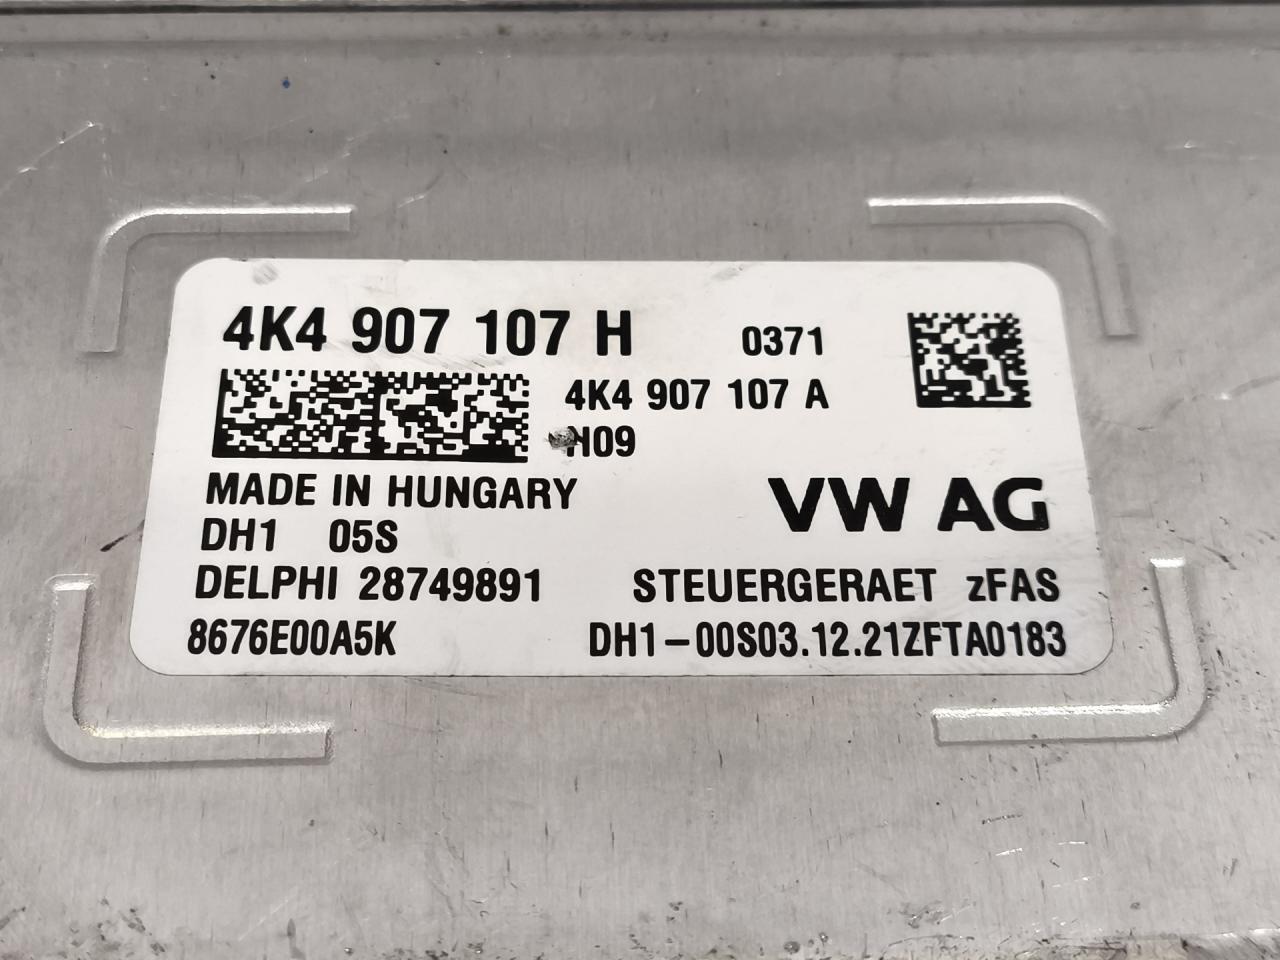 4K4 907 107 H 0371
4K4 907 107 A
H09
MADE IN HUNGARY
VW AG
DH1 05S
DELPHI 28749891 STEUERGERAET zFAS
8676E00A5K DH1-00S03.12.21ZFTA0183